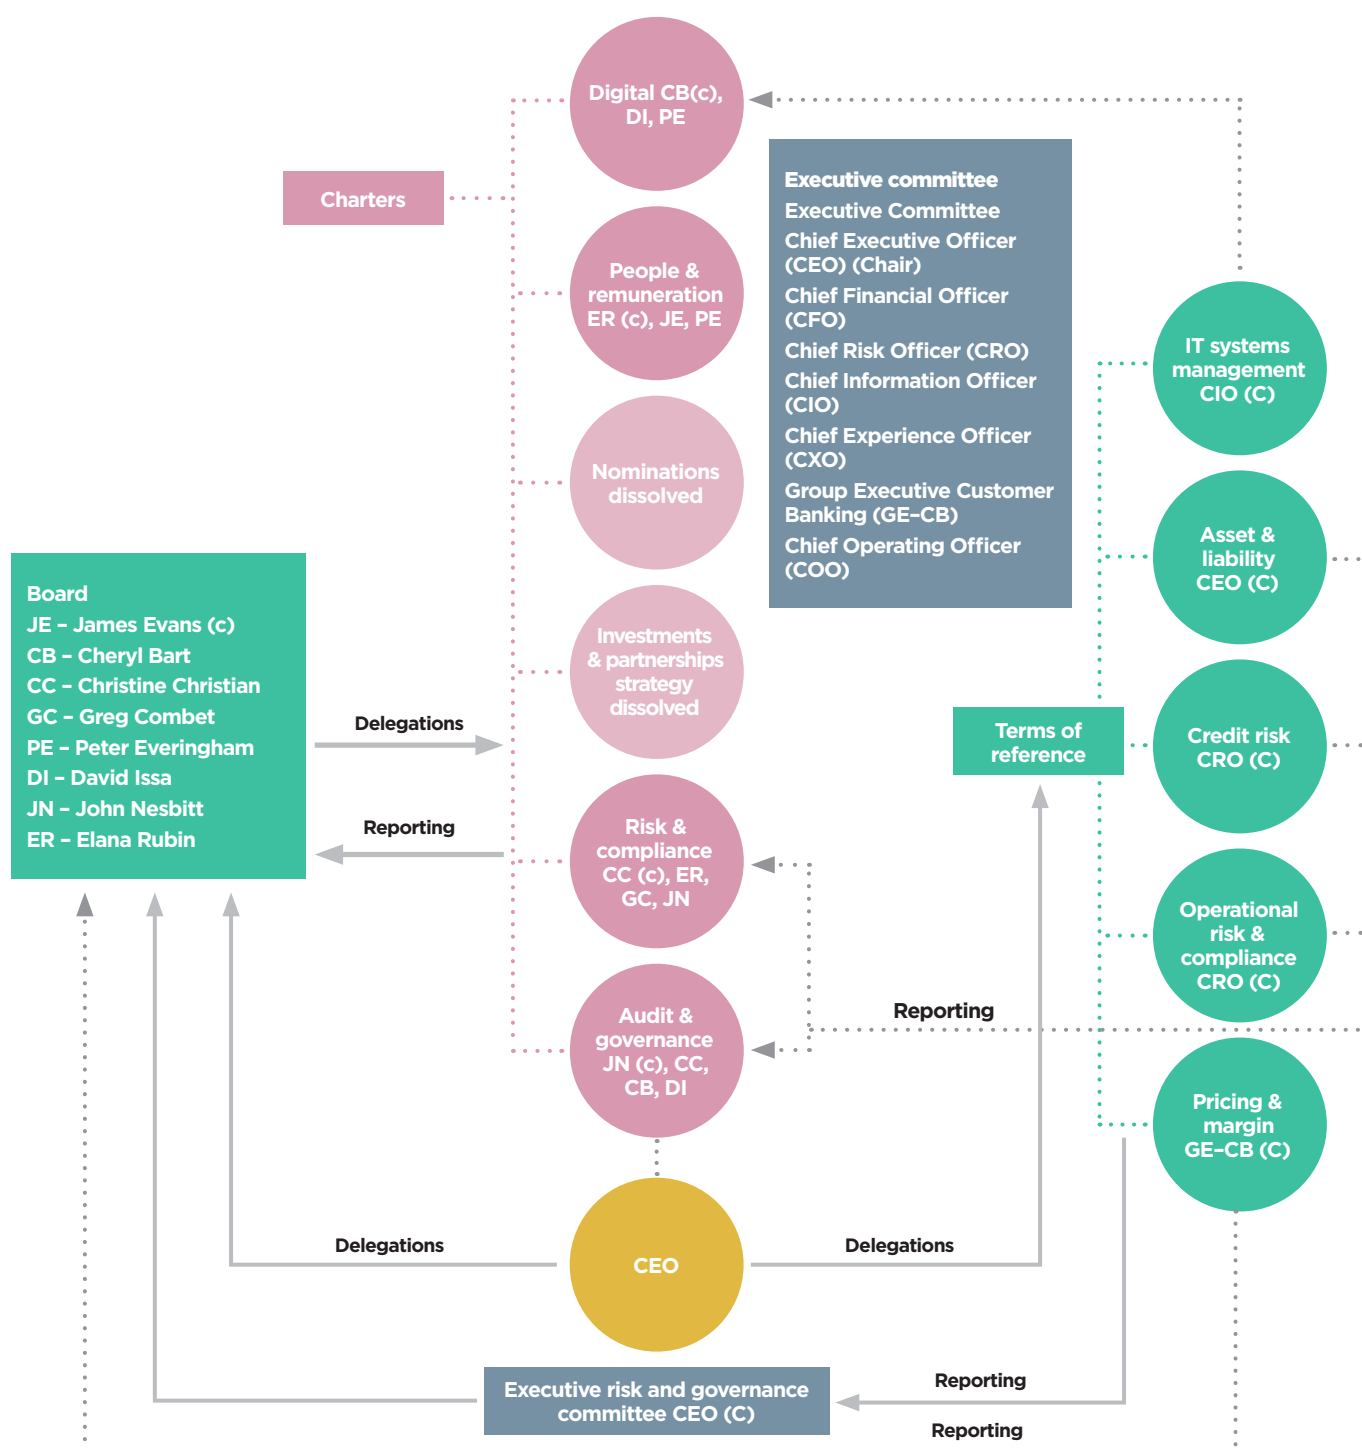 Digital CB(c),
DI, PE
Charters
People &
remuneration
ER (c), JE, PE
Nominations
dissolved
Investments
& partnerships
strategy
dissolved
Risk &
compliance
CC (c), ER,
GC, JN
Audit &
governance
JN (c), CC,
CB, DI
Executive committee
Executive Committee
Chief Executive Officer
(CEO) (Chair)
Chief Financial Officer
(CFO)
Chief Risk Officer (CRO)
Chief Information Officer
(CIO)
Chief Experience Officer
(CXO)
Group Executive Customer
Banking (GE–CB)
Chief Operating Officer
(COO)
IT systems
management
CIO (C)
Asset &
liability
CEO (C)
Credit risk
CRO (C)
Operational
risk &
compliance
CRO (C)
Pricing &
margin
GE–CB (C)
Terms of
reference
Board
JE – James Evans (c)
CB – Cheryl Bart
CC – Christine Christian
GC – Greg Combet
PE – Peter Everingham
DI – David Issa
JN – John Nesbitt
ER – Elana Rubin
Delegations
Reporting
Reporting
Delegations
CEO
Delegations
Executive risk and governance
committee CEO (C)
Reporting
Reporting